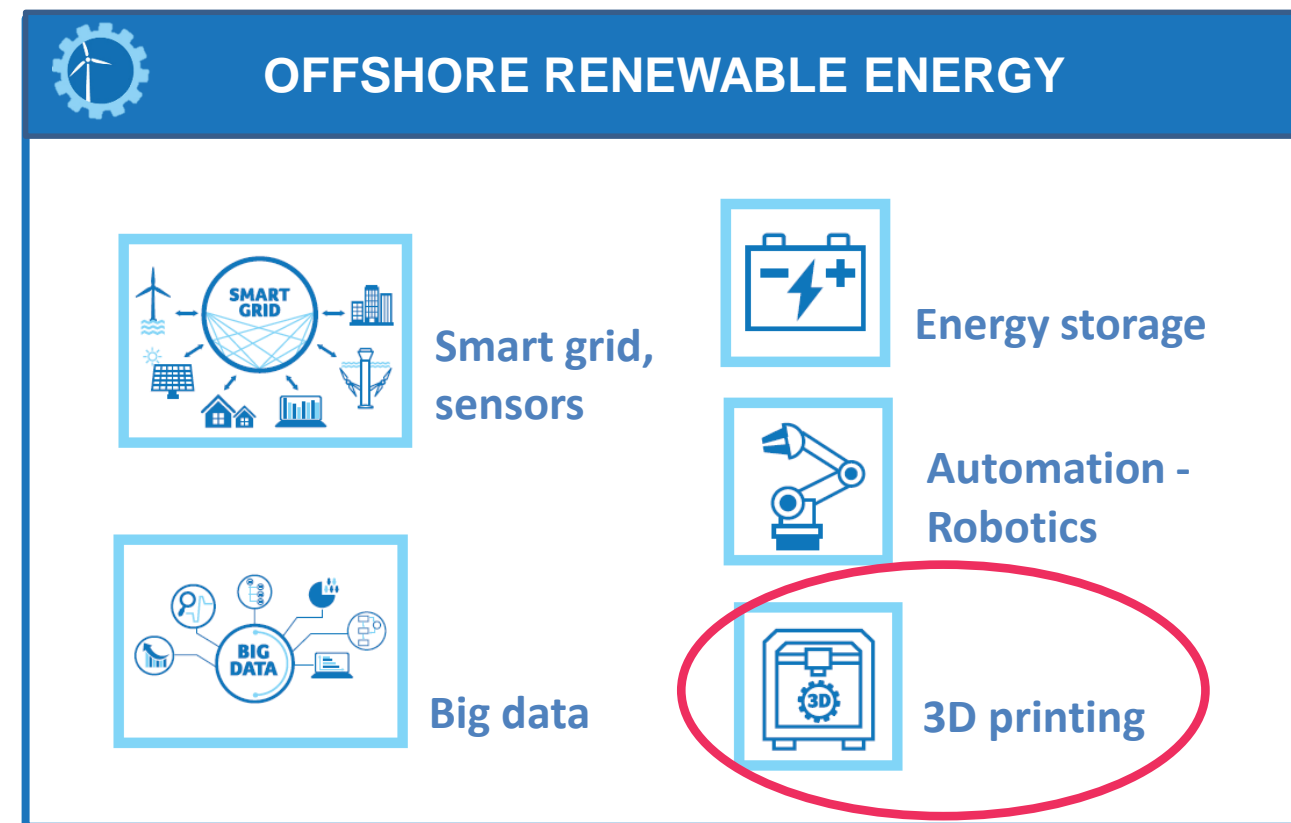 OFFSHORE RENEWABLE ENERGY
SMART
GRID
Smart grid,
sensors
Energy storage
Automation -
Robotics
BIG
DATA
Big data
3D
3D printing